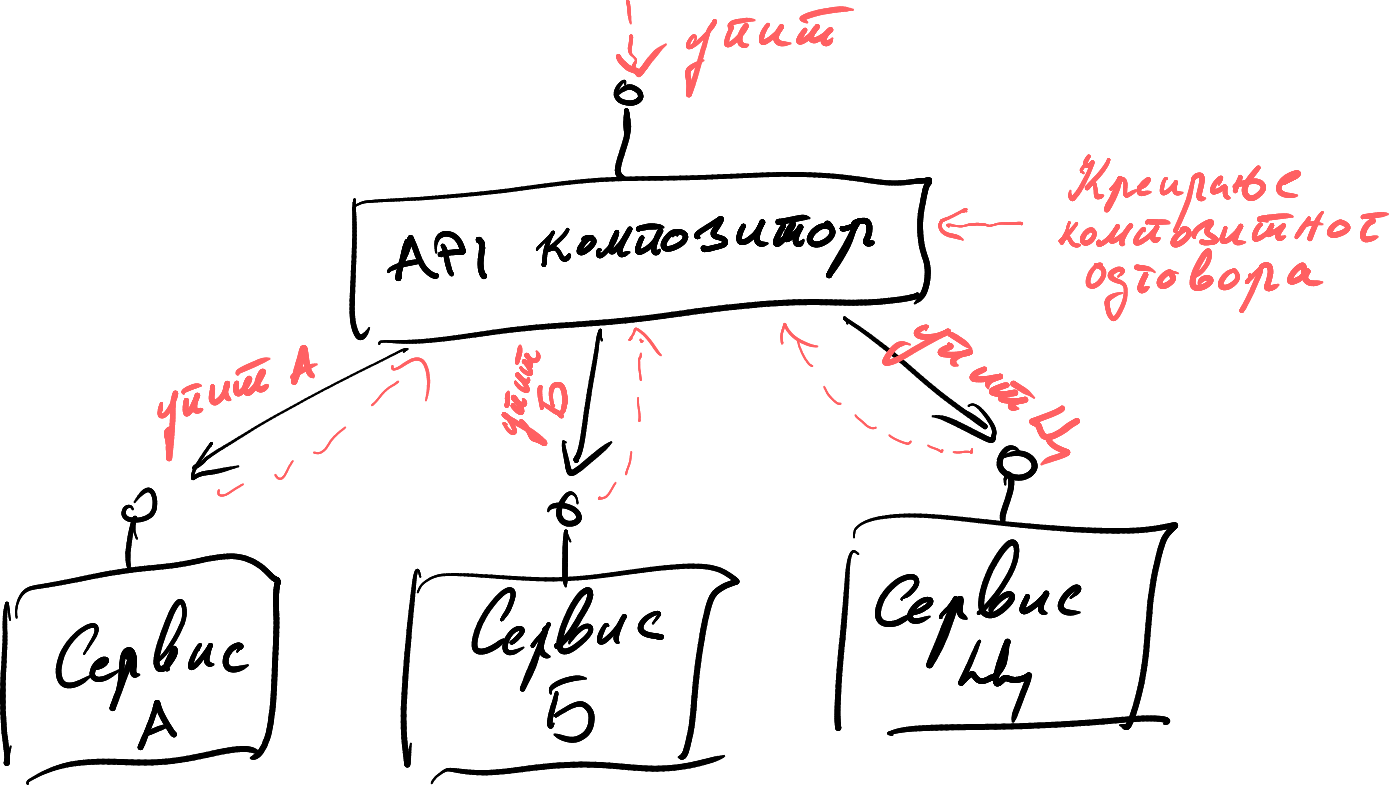 упит
API композитор
Креирање
композитног
одговора
упит А
упит
Б
упит Ц
Сервис
А
Сервис
Б
Сервис
Ц